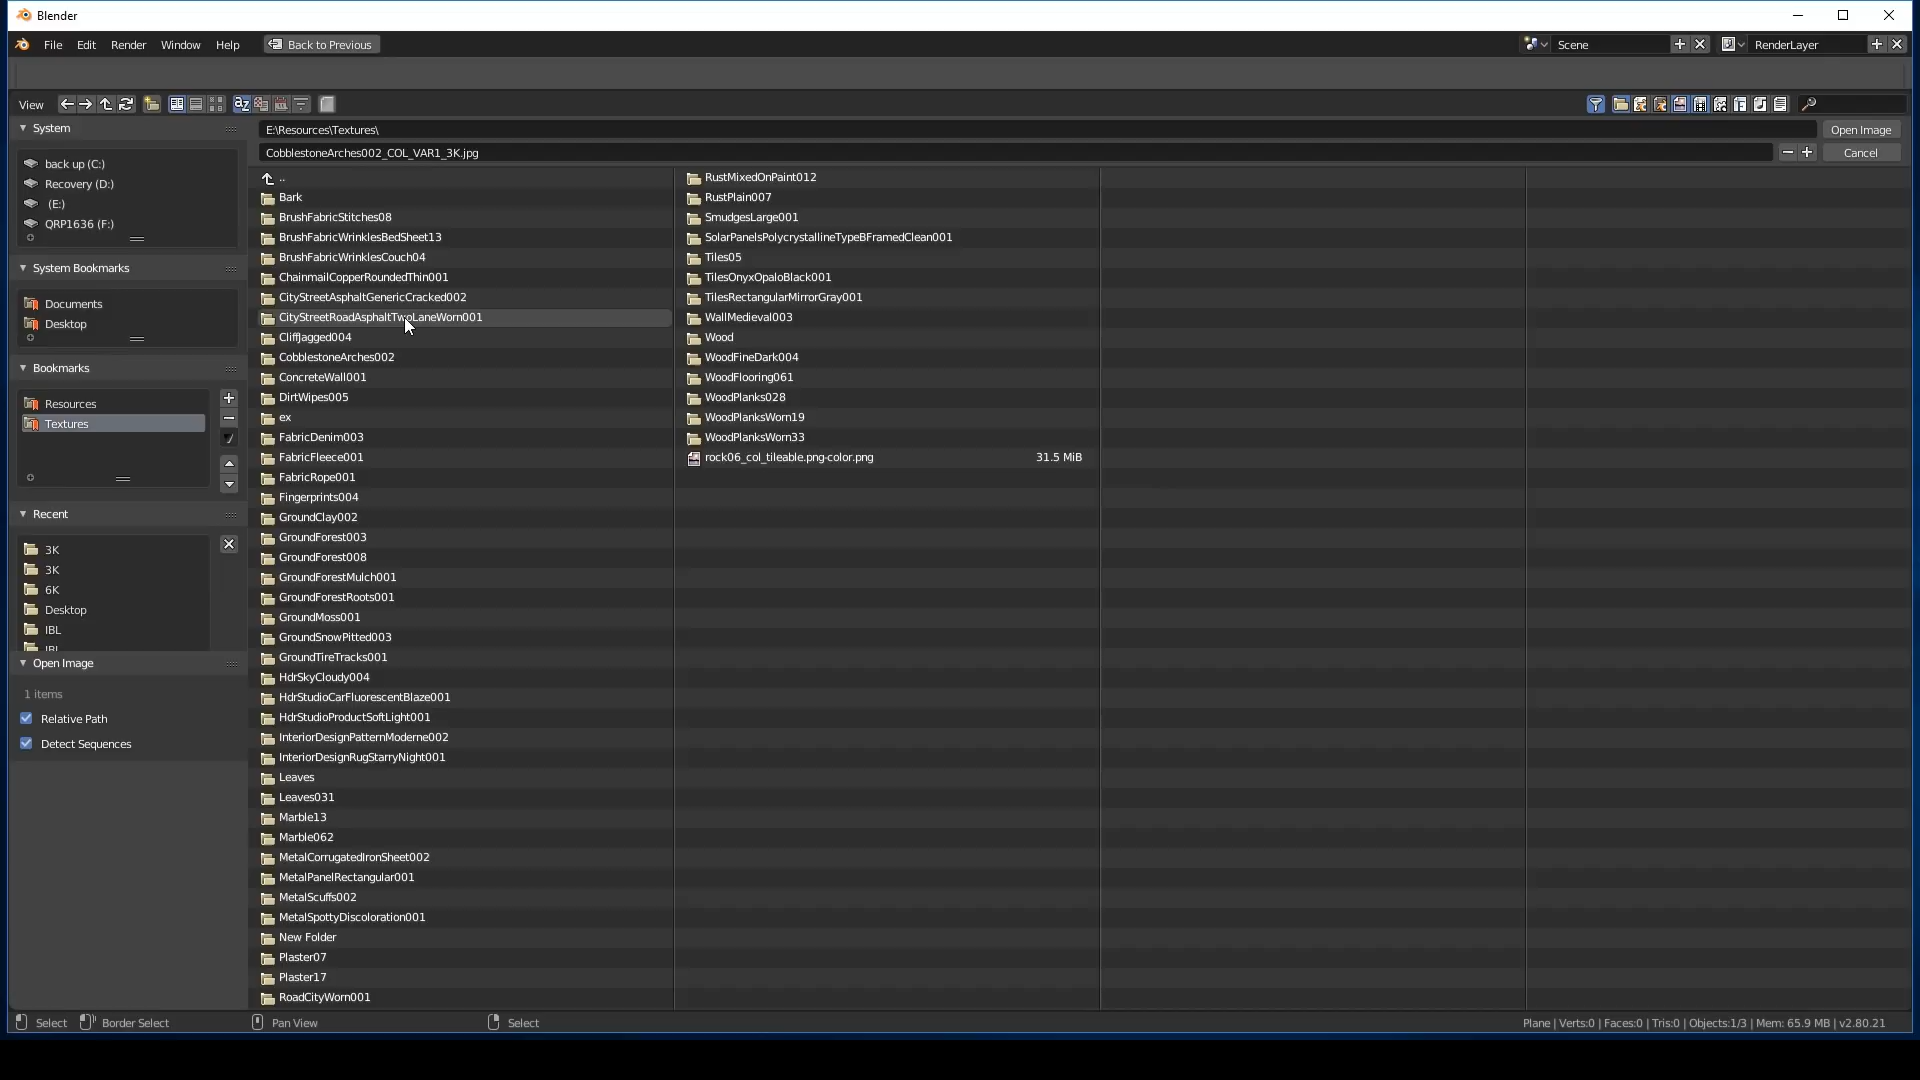 Blender
File Edit Render Window Help Back to Previous Scene RenderLayer
View
System
back up (C:)
Recovery (D:)
(E:)
QRP1636 (F:)
System Bookmarks
Documents
Desktop
Bookmarks
Resources
Textures
Recent
3K
3K
6K
Desktop
IBL
IBL
Open Image
1 items
Relative Path
Detect Sequences
E:\Resources\Textures\ Open Image
CobblestoneArches002_COL_VAR1_3K.jpg Cancel
..
Bark
BrushFabricStitches08
BrushFabricWrinklesBedSheet13
BrushFabricWrinklesCouch04
ChainmailCopperRoundedThin001
CityStreetAsphaltGenericCracked002
CityStreetRoadAsphaltTwoLaneWorn001
CliffJagged004
CobblestoneArches002
ConcreteWall001
DirtWipes005
ex
FabricDenim003
FabricFleece001
FabricRope001
Fingerprints004
GroundClay002
GroundForest003
GroundForest008
GroundForestMulch001
GroundForestRoots001
GroundMoss001
GroundSnowPitted003
GroundTireTracks001
HdrSkyCloudy004
HdrStudioCarFluorescentBlaze001
HdrStudioProductSoftLight001
InteriorDesignPatternModerne002
InteriorDesignRugStarryNight001
Leaves
Leaves031
Marble13
Marble062
MetalCorrugatedIronSheet002
MetalPanelRectangular001
MetalScuffs002
MetalSpottyDiscoloration001
New Folder
Plaster07
Plaster17
RoadCityWorn001
RustMixedOnPaint012
RustPlain007
SmudgesLarge001
SolarPanelsPolycrystallineTypeBFramedClean001
Tiles05
TilesOnyxOpaloBlack001
TilesRectangularMirrorGray001
WallMedieval003
Wood
WoodFineDark004
WoodFlooring061
WoodPlanks028
WoodPlanksWorn19
WoodPlanksWorn33
rock06_col_tileable.png-color.png 31.5 MiB
Select Border Select Pan View Select Plane | Verts:0 | Faces:0 | Tris:0 | Objects:1/3 | Mem: 65.9 MB | v2.80.21